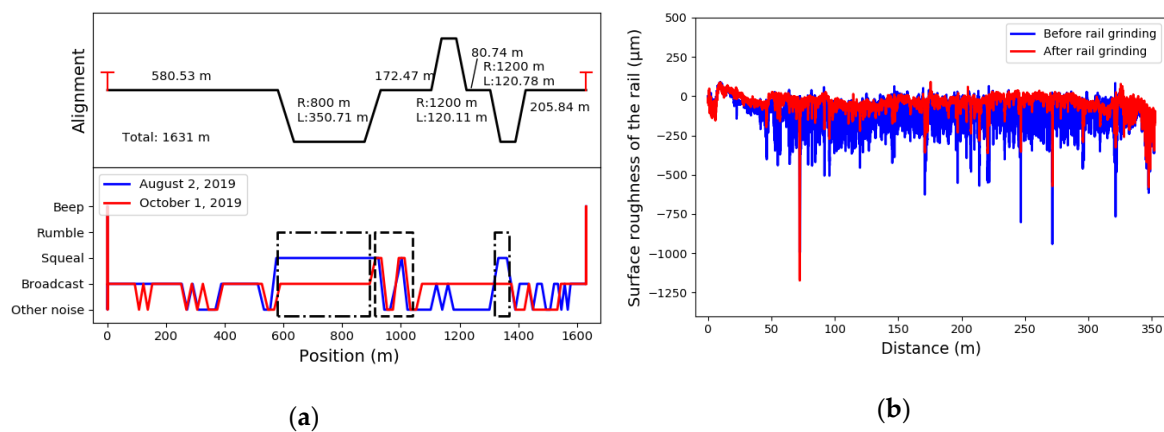 Alignment
580.53 m
172.47 m
80.74 m
R:1200 m
L:120.78 m
R:800 m
L:350.71 m
R:1200 m
L:120.11 m
205.84 m
Total: 1631 m
August 2, 2019
October 1, 2019
Beep
Rumble
Squeal
Broadcast
Other noise
0 200 400 600 800 1000 1200 1400 1600
Position (m)
(a)
Surface roughness of the rail (μm)
Before rail grinding
After rail grinding
500
250
0
−250
−500
−750
−1000
−1250
0 50 100 150 200 250 300 350
Distance (m)
(b)